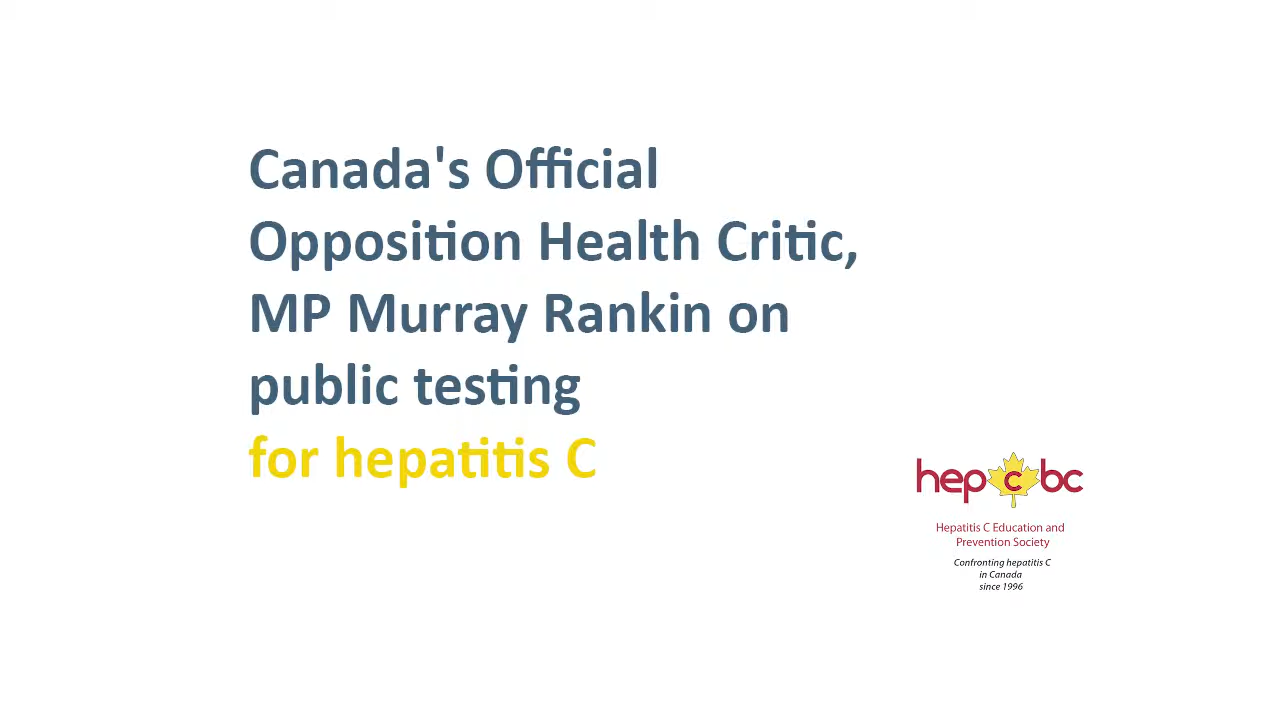 Canada's Official
Opposition Health Critic,
MP Murray Rankin on
public testing
for hepatitis C
hep c bc
Hepatitis C Education and
Prevention Society
Confronting hepatitis C
in Canada
since 1996